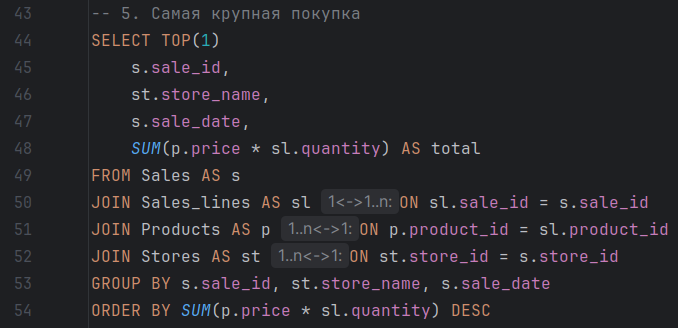 43 -- 5. Самая крупная покупка
44 SELECT TOP(1)
45 s.sale_id,
46 st.store_name,
47 s.sale_date,
48 SUM(p.price * sl.quantity) AS total
49 FROM Sales AS s
50 JOIN Sales_lines AS sl 1<->1..n: ON sl.sale_id = s.sale_id
51 JOIN Products AS p 1..n<->1: ON p.product_id = sl.product_id
52 JOIN Stores AS st 1..n<->1: ON st.store_id = s.store_id
53 GROUP BY s.sale_id, st.store_name, s.sale_date
54 ORDER BY SUM(p.price * sl.quantity) DESC